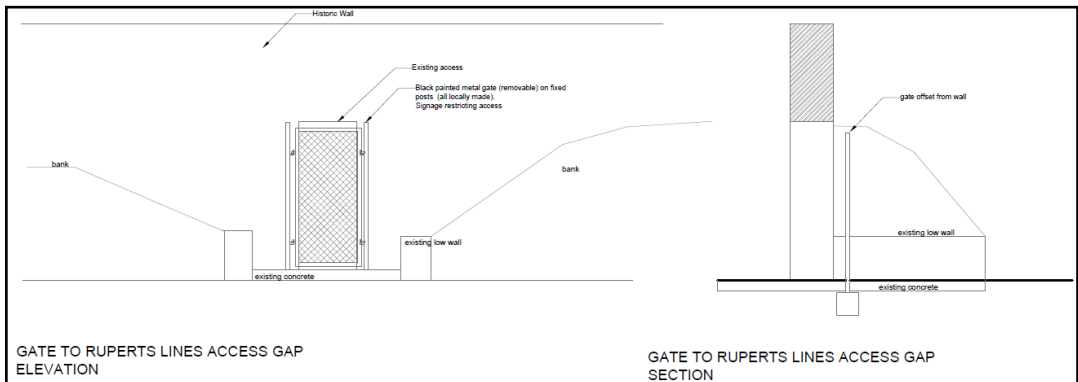 Historic Wall
Existing access
Black painted metal gate (removable) on fixed
posts (all locally made).
Signage restricting access
bank
bank
existing low wall
existing concrete
GATE TO RUPERTS LINES ACCESS GAP
ELEVATION
gate offset from wall
existing low wall
existing concrete
GATE TO RUPERTS LINES ACCESS GAP
SECTION